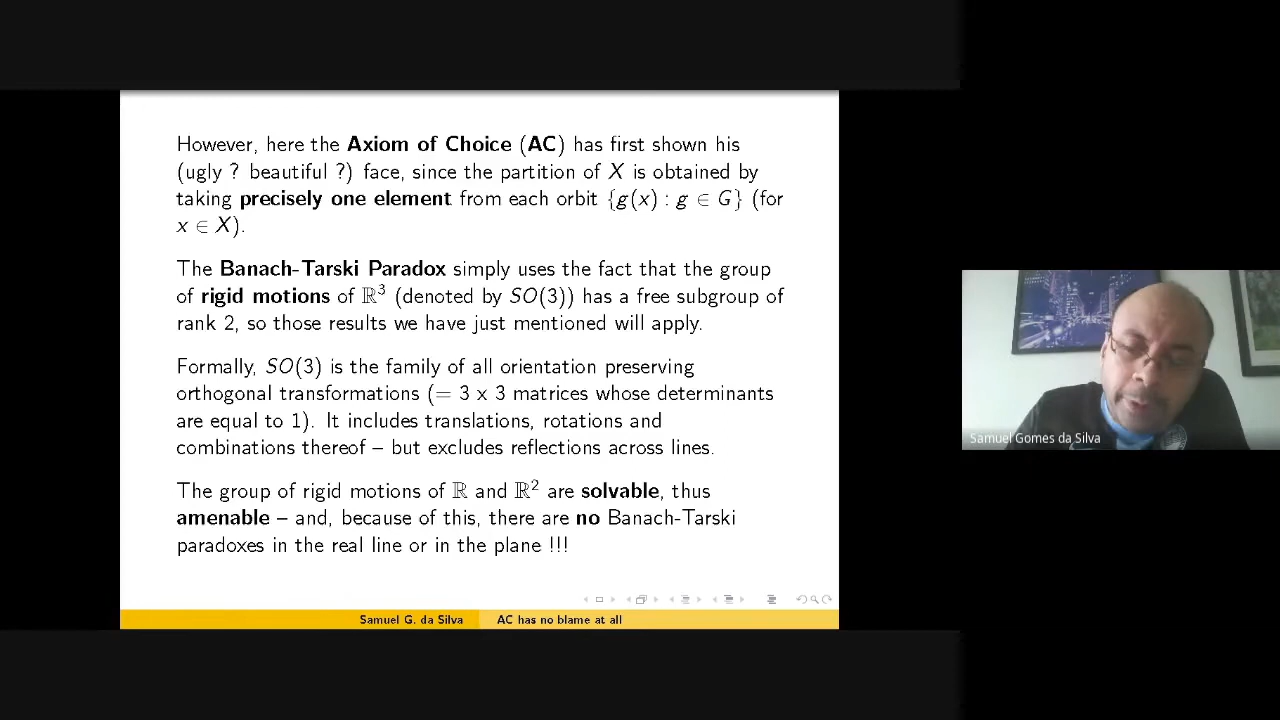 However, here the Axiom of Choice (AC) has first shown his
(ugly ? beautiful ?) face, since the partition of X is obtained by
taking precisely one element from each orbit {g(x) : g ∈ G} (for
x ∈ X).
The Banach-Tarski Paradox simply uses the fact that the group
of rigid motions of ℝ³ (denoted by SO(3)) has a free subgroup of
rank 2, so those results we have just mentioned will apply.
Formally, SO(3) is the family of all orientation preserving
orthogonal transformations (= 3 x 3 matrices whose determinants
are equal to 1). It includes translations, rotations and
combinations thereof – but excludes reflections across lines.
The group of rigid motions of ℝ and ℝ² are solvable, thus
amenable – and, because of this, there are no Banach-Tarski
paradoxes in the real line or in the plane !!!
Samuel G. da Silva AC has no blame at all
Samuel Gomes da Silva